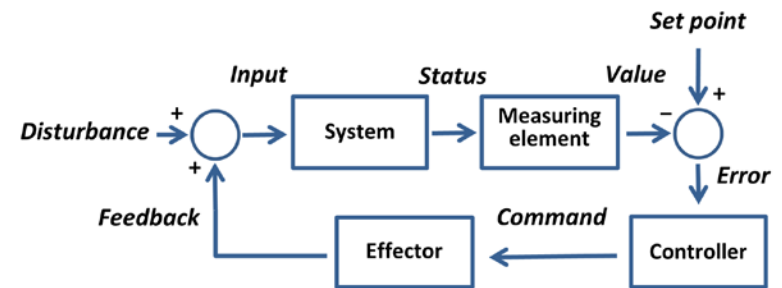 Set point
Input
Status
Value
+
Disturbance
+
System
Measuring
element
−
+
Error
Feedback
Command
Effector
Controller